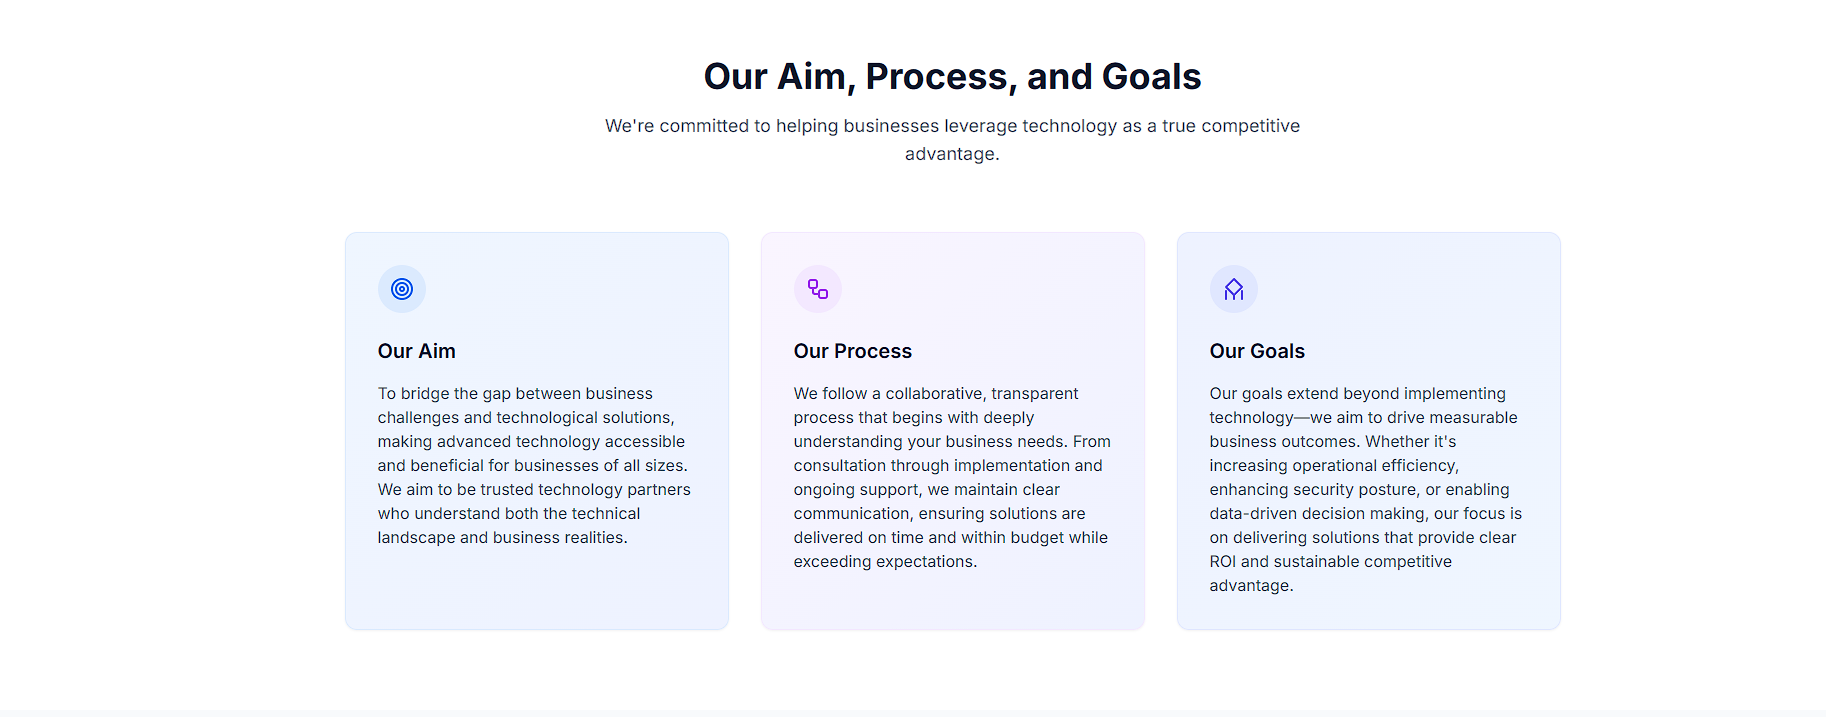 Our Aim, Process, and Goals
We're committed to helping businesses leverage technology as a true competitive
advantage.
Our Aim
To bridge the gap between business
challenges and technological solutions,
making advanced technology accessible
and beneficial for businesses of all sizes.
We aim to be trusted technology partners
who understand both the technical
landscape and business realities.
Our Process
We follow a collaborative, transparent
process that begins with deeply
understanding your business needs. From
consultation through implementation and
ongoing support, we maintain clear
communication, ensuring solutions are
delivered on time and within budget while
exceeding expectations.
Our Goals
Our goals extend beyond implementing
technology—we aim to drive measurable
business outcomes. Whether it's
increasing operational efficiency,
enhancing security posture, or enabling
data-driven decision making, our focus is
on delivering solutions that provide clear
ROI and sustainable competitive
advantage.